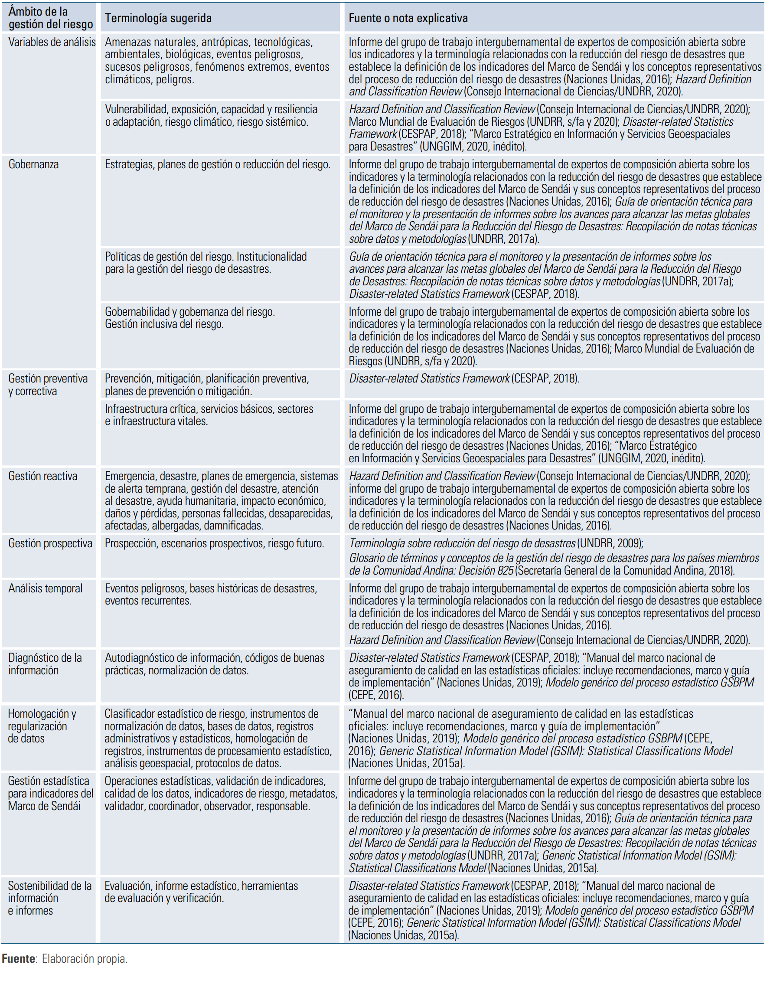 Ámbito de la
gestión del riesgo
Terminología sugerida
Fuente o nota explicativa
Variables de análisis
Amenazas naturales, antrópicas, tecnológicas,
ambientales, biológicas, eventos peligrosos,
sucesos peligrosos, fenómenos extremos, eventos
climáticos, peligros.
Informe del grupo de trabajo intergubernamental de expertos de composición abierta sobre
los indicadores y la terminología relacionados con la reducción del riesgo de desastres que
establece la definición de los indicadores del Marco de Sendái y los conceptos representativos
del proceso de reducción del riesgo de desastres (Naciones Unidas, 2016); Hazard Definition
and Classification Review (Consejo Internacional de Ciencias/UNDRR, 2020).
Vulnerabilidad, exposición, capacidad y resiliencia
o adaptación, riesgo climático, riesgo sistémico.
Hazard Definition and Classification Review (Consejo Internacional de Ciencias/UNDRR, 2020);
Marco Mundial de Evaluación de Riesgos (UNDRR, s/fa y 2020); Disaster-related Statistics
Framework (CESPAP, 2018); “Marco Estratégico en Información y Servicios Geoespaciales
para Desastres” (UNGGIM, 2020, inédito).
Gobernanza
Estrategias, planes de gestión o reducción del riesgo.
Informe del grupo de trabajo intergubernamental de expertos de composición abierta sobre los
indicadores y la terminología relacionados con la reducción del riesgo de desastres que establece
la definición de los indicadores del Marco de Sendái y sus conceptos representativos del proceso
de reducción del riesgo de desastres (Naciones Unidas, 2016); Guía de orientación técnica para
el monitoreo y la presentación de informes sobre los avances para alcanzar las metas globales
del Marco de Sendái para la Reducción del Riesgo de Desastres: Recopilación de notas técnicas
sobre datos y metodologías (UNDRR, 2017a).
Políticas de gestión del riesgo. Institucionalidad
para la gestión del riesgo de desastres.
Guía de orientación técnica para el monitoreo y la presentación de informes sobre los
avances para alcanzar las metas globales del Marco de Sendái para la Reducción del Riesgo
de Desastres: Recopilación de notas técnicas sobre datos y metodologías (UNDRR, 2017a);
Disaster-related Statistics Framework (CESPAP, 2018).
Gobernabilidad y gobernanza del riesgo.
Gestión inclusiva del riesgo.
Informe del grupo de trabajo intergubernamental de expertos de composición abierta sobre los
indicadores y la terminología relacionados con la reducción del riesgo de desastres que establece
la definición de los indicadores del Marco de Sendái y sus conceptos representativos del proceso
de reducción del riesgo de desastres (Naciones Unidas, 2016); Marco Mundial de Evaluación de
Riesgos (UNDRR, s/fa y 2020).
Gestión preventiva
y correctiva
Prevención, mitigación, planificación preventiva,
planes de prevención o mitigación.
Disaster-related Statistics Framework (CESPAP, 2018).
Infraestructura crítica, servicios básicos, sectores
e infraestructura vitales.
Informe del grupo de trabajo intergubernamental de expertos de composición abierta sobre los
indicadores y la terminología relacionados con la reducción del riesgo de desastres que establece
la definición de los indicadores del Marco de Sendái y sus conceptos representativos del proceso
de reducción del riesgo de desastres (Naciones Unidas, 2016); “Marco Estratégico
en Información y Servicios Geoespaciales para Desastres” (UNGGIM, 2020, inédito).
Gestión reactiva
Emergencia, desastre, planes de emergencia, sistemas
de alerta temprana, gestión del desastre, atención
al desastre, ayuda humanitaria, impacto económico,
daños y pérdidas, personas fallecidas, desaparecidas,
afectadas, albergadas, damnificadas.
Hazard Definition and Classification Review (Consejo Internacional de Ciencias/UNDRR, 2020);
informe del grupo de trabajo intergubernamental de expertos de composición abierta sobre los
indicadores y la terminología relacionados con la reducción del riesgo de desastres que establece
la definición de los indicadores del Marco de Sendái y sus conceptos representativos del proceso
de reducción del riesgo de desastres (Naciones Unidas, 2016).
Gestión prospectiva
Prospección, escenarios prospectivos, riesgo futuro.
Terminología sobre reducción del riesgo de desastres (UNDRR, 2009);
Glosario de términos y conceptos de la gestión del riesgo de desastres para los países miembros
de la Comunidad Andina: Decisión 825 (Secretaría General de la Comunidad Andina, 2018).
Análisis temporal
Eventos peligrosos, bases históricas de desastres,
eventos recurrentes.
Informe del grupo de trabajo intergubernamental de expertos de composición abierta sobre los
indicadores y la terminología relacionados con la reducción del riesgo de desastres que establece
la definición de los indicadores del Marco de Sendái y sus conceptos representativos del proceso
de reducción del riesgo de desastres (Naciones Unidas, 2016).
Hazard Definition and Classification Review (Consejo Internacional de Ciencias/UNDRR, 2020).
Diagnóstico de la
información
Autodiagnóstico de información, códigos de buenas
prácticas, normalización de datos.
Disaster-related Statistics Framework (CESPAP, 2018); “Manual del marco nacional de
aseguramiento de calidad en las estadísticas oficiales: incluye recomendaciones, marco y guía
de implementación” (Naciones Unidas, 2019); Modelo genérico del proceso estadístico GSBPM
(CEPE, 2016).
Homologación y
regularización
de datos
Clasificador estadístico de riesgo, instrumentos de
normalización de datos, bases de datos, registros
administrativos y estadísticos, homologación de
registros, instrumentos de procesamiento estadístico,
análisis geoespacial, protocolos de datos.
“Manual del marco nacional de aseguramiento de calidad en las estadísticas
oficiales: incluye recomendaciones, marco y guía de implementación”
(Naciones Unidas, 2019); Modelo genérico del proceso estadístico GSBPM (CEPE,
2016); Generic Statistical Information Model (GSIM): Statistical Classifications Model
(Naciones Unidas, 2015a).
Gestión estadística
para indicadores del
Marco de Sendái
Operaciones estadísticas, validación de indicadores,
calidad de los datos, indicadores de riesgo, metadatos,
validador, coordinador, observador, responsable.
Informe del grupo de trabajo intergubernamental de expertos de composición abierta sobre los
indicadores y la terminología relacionados con la reducción del riesgo de desastres que establece
la definición de los indicadores del Marco de Sendái y sus conceptos representativos del proceso
de reducción del riesgo de desastres (Naciones Unidas, 2016); Guía de orientación técnica para
el monitoreo y la presentación de informes sobre los avances para alcanzar las metas globales
del Marco de Sendái para la Reducción del Riesgo de Desastres: Recopilación de notas técnicas
sobre datos y metodologías (UNDRR, 2017a); Generic Statistical Information Model (GSIM):
Statistical Classifications Model (Naciones Unidas, 2015a).
Sostenibilidad de la
información
e informes
Evaluación, informe estadístico, herramientas
de evaluación y verificación.
Disaster-related Statistics Framework (CESPAP, 2018); “Manual del marco nacional de
aseguramiento de calidad en las estadísticas oficiales: incluye recomendaciones, marco y guía
de implementación” (Naciones Unidas, 2019); Modelo genérico del proceso estadístico GSBPM
(CEPE, 2016); Generic Statistical Information Model (GSIM): Statistical Classifications Model
(Naciones Unidas, 2015a).
Fuente: Elaboración propia.